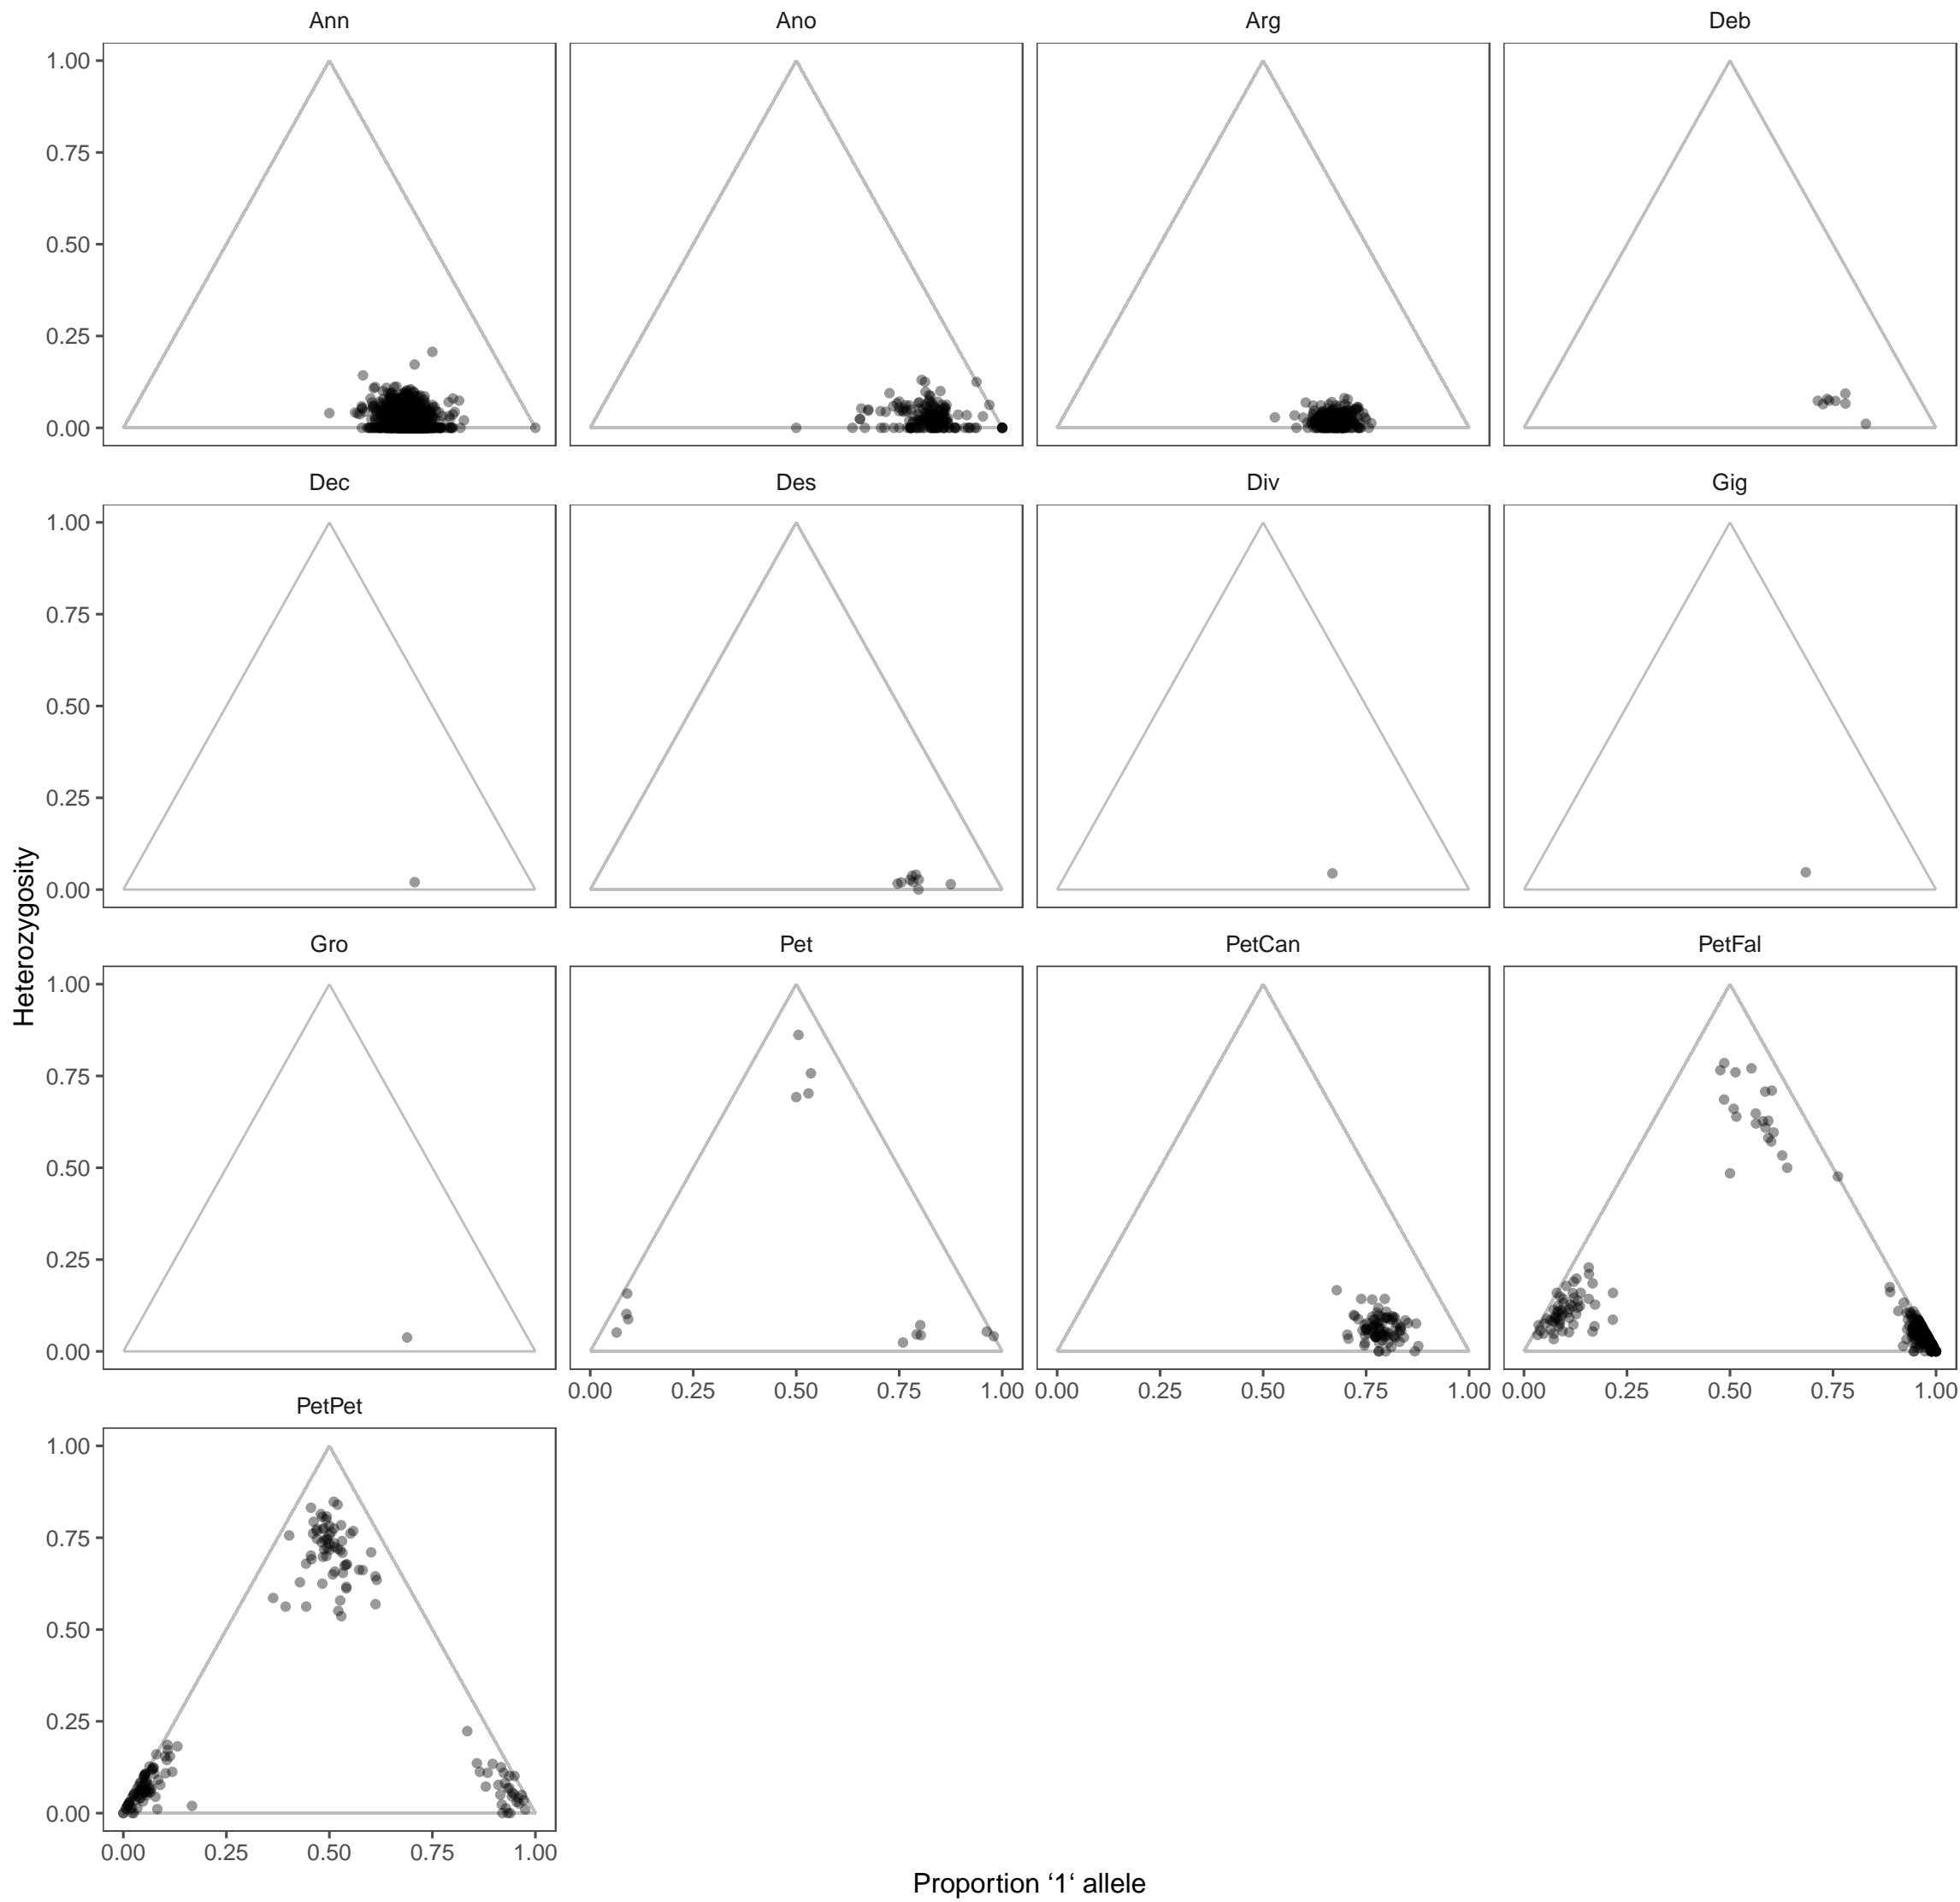 Ann Ano Arg Deb
1.00
0.75
0.50
0.25
0.00
Dec Des Div Gig
1.00
0.75
0.50
0.25
0.00
Heterozygosity
Gro Pet PetCan PetFal
1.00
0.75
0.50
0.25
0.00
0.00 0.25 0.50 0.75 1.00 0.00 0.25 0.50 0.75 1.00 0.00 0.25 0.50 0.75 1.00
PetPet
1.00
0.75
0.50
0.25
0.00
0.00 0.25 0.50 0.75 1.00
Proportion ‘1‘ allele